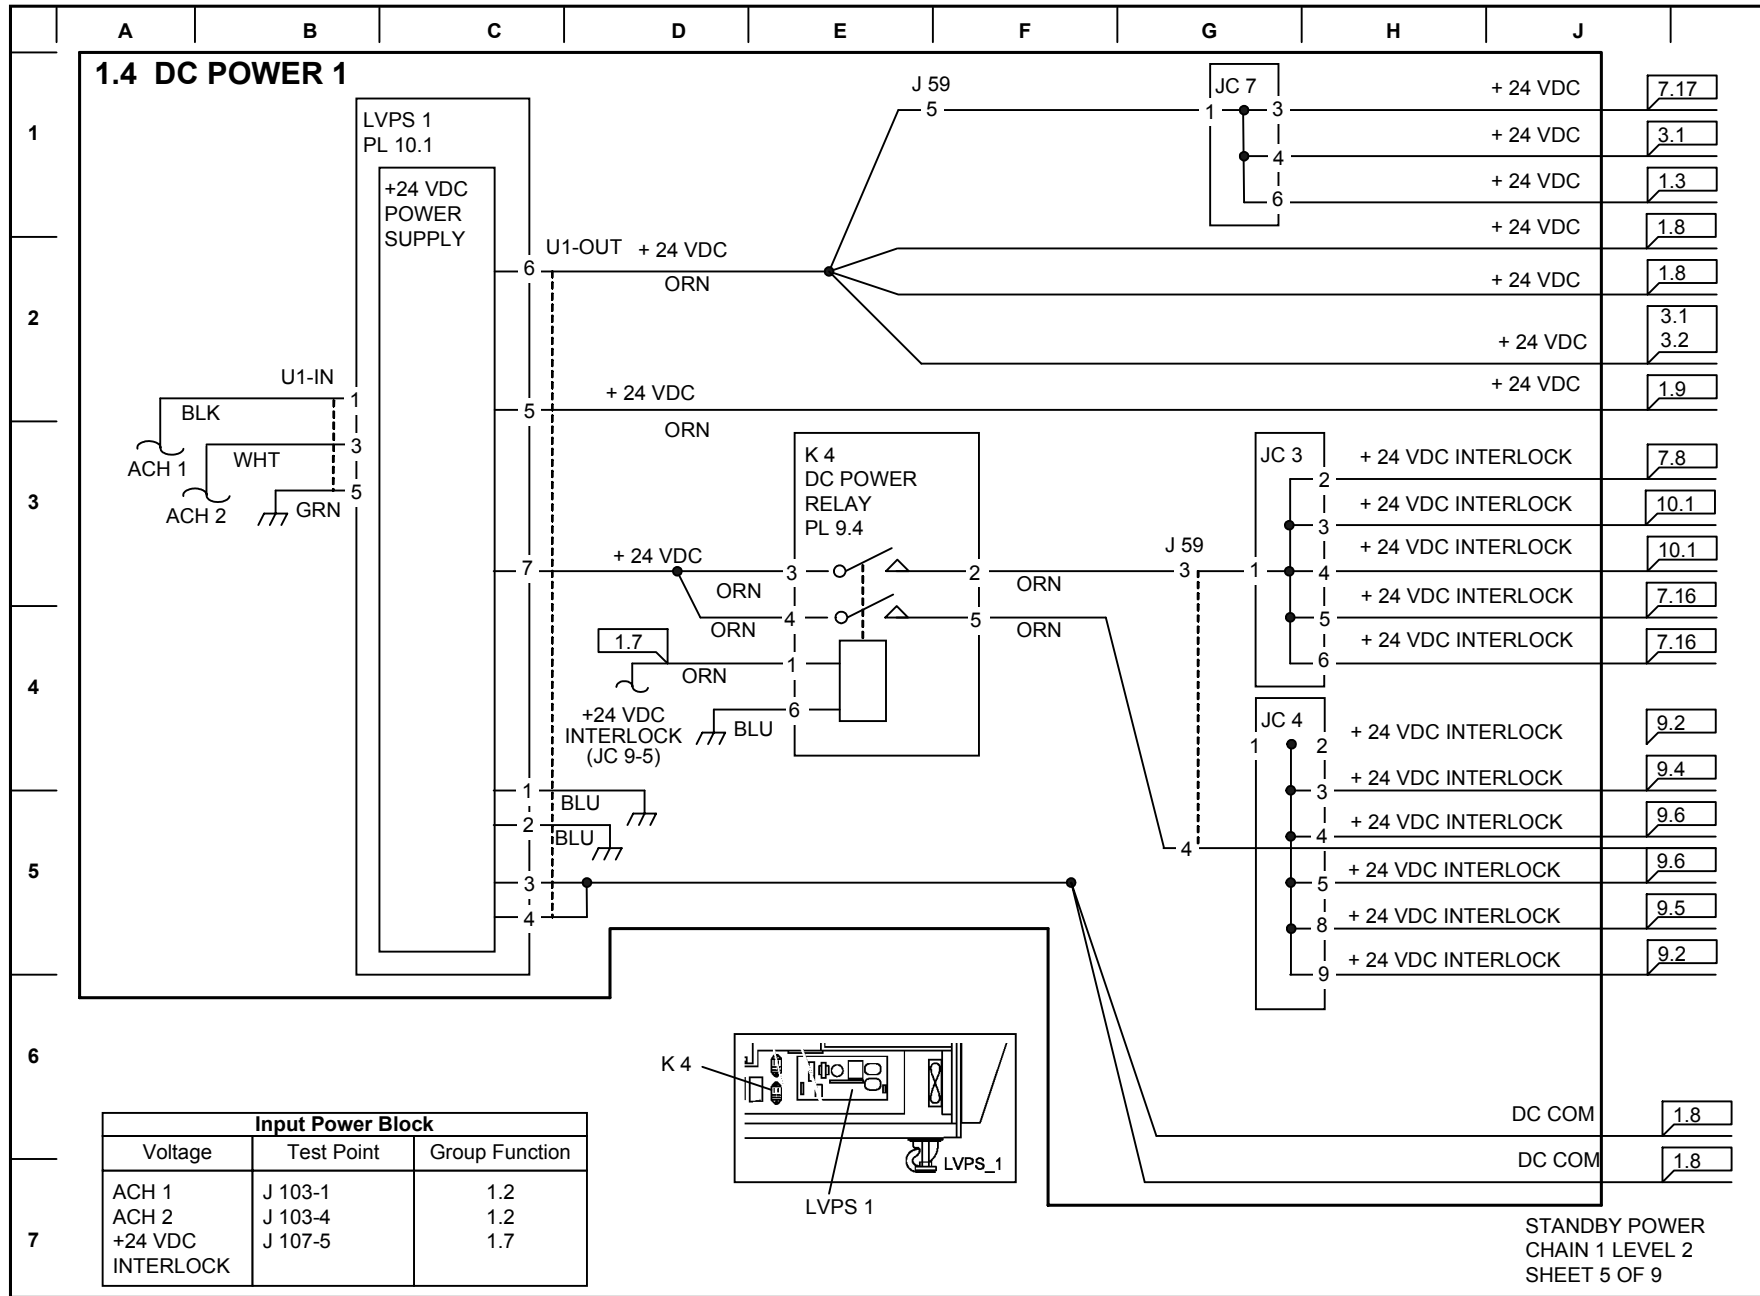 A B C D E F G H J
1.4 DC POWER 1
1
2
3
4
5
6
7
LVPS 1
PL 10.1
+24 VDC
POWER
SUPPLY
U1-IN
1
BLK
3
WHT
5
GRN
ACH 1
ACH 2
6
U1-OUT + 24 VDC
ORN
5
+ 24 VDC
ORN
7
+ 24 VDC
ORN
ORN
1.7
ORN
+24 VDC
INTERLOCK
(JC 9-5)
BLU
1
BLU
2
BLU
3
4
K 4
DC POWER
RELAY
PL 9.4
3
4
1
6
2
ORN
5
ORN
J 59
5
JC 7
1
3
4
6
+ 24 VDC 7.17
+ 24 VDC 3.1
+ 24 VDC 1.3
+ 24 VDC 1.8
+ 24 VDC 1.8
3.1
+ 24 VDC 3.2
+ 24 VDC 1.9
J 59
3
4
JC 3
1
2 + 24 VDC INTERLOCK 7.8
3 + 24 VDC INTERLOCK 10.1
4 + 24 VDC INTERLOCK 10.1
5 + 24 VDC INTERLOCK 7.16
6 + 24 VDC INTERLOCK 7.16
JC 4
1
2 + 24 VDC INTERLOCK 9.2
3 + 24 VDC INTERLOCK 9.4
4 + 24 VDC INTERLOCK 9.6
5 + 24 VDC INTERLOCK 9.6
8 + 24 VDC INTERLOCK 9.5
9 + 24 VDC INTERLOCK 9.2
DC COM 1.8
DC COM 1.8
K 4
LVPS_1
LVPS 1
Input Power Block
Voltage Test Point Group Function
ACH 1 J 103-1 1.2
ACH 2 J 103-4 1.2
+24 VDC J 107-5 1.7
INTERLOCK
STANDBY POWER
CHAIN 1 LEVEL 2
SHEET 5 OF 9